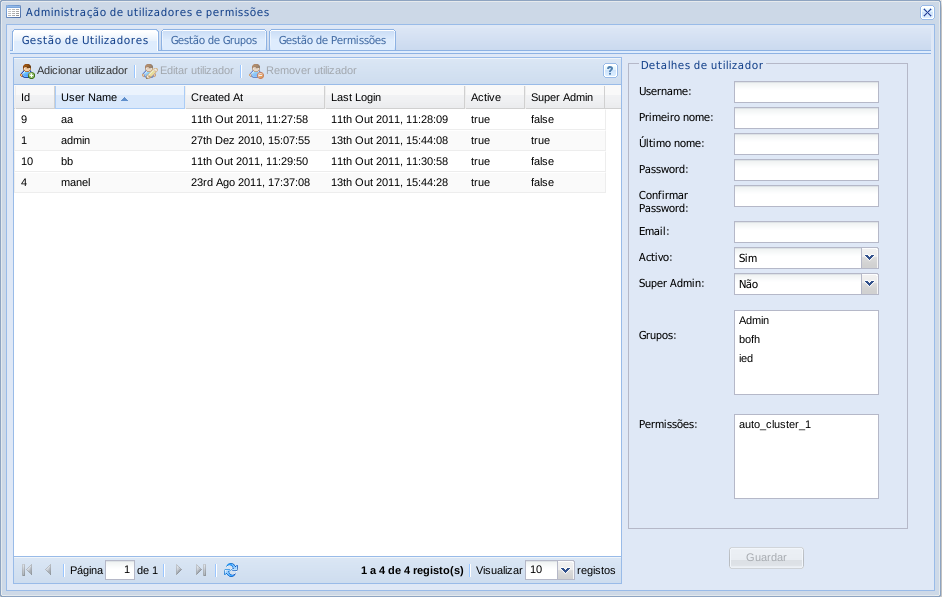 Administração de utilizadores e permissões
Gestão de Utilizadores Gestão de Grupos Gestão de Permissões
Adicionar utilizador Editar utilizador Remover utilizador ?
Id User Name Created At Last Login Active Super Admin
9 aa 11th Out 2011, 11:27:58 11th Out 2011, 11:28:09 true false
1 admin 27th Dez 2010, 15:07:55 13th Out 2011, 15:44:08 true true
10 bb 11th Out 2011, 11:29:50 11th Out 2011, 11:30:58 true false
4 manel 23rd Ago 2011, 17:37:08 13th Out 2011, 15:44:28 true false
Página 1 de 1 1 a 4 de 4 registo(s) Visualizar 10 registos
Detalhes de utilizador
Username:
Primeiro nome:
Último nome:
Password:
Confirmar
Password:
Email:
Activo: Sim
Super Admin: Não
Grupos:
Admin
bofh
ied
Permissões: auto_cluster_1
Guardar